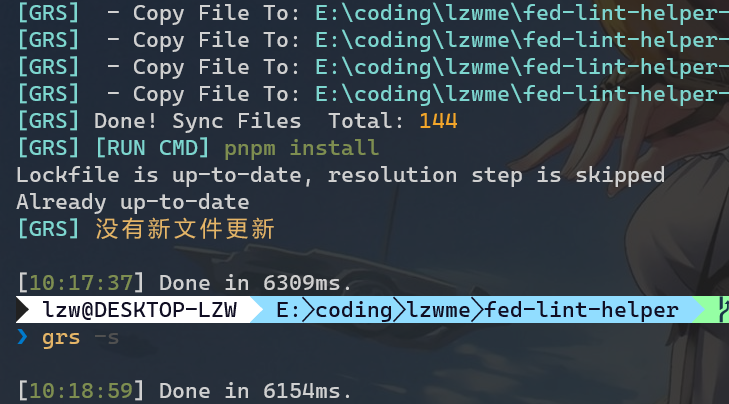 [GRS]  - Copy File To: E:\coding\lzwme\fed-lint-helper-
[GRS]  - Copy File To: E:\coding\lzwme\fed-lint-helper-
[GRS]  - Copy File To: E:\coding\lzwme\fed-lint-helper-
[GRS]  - Copy File To: E:\coding\lzwme\fed-lint-helper-
[GRS] Done! Sync Files  Total: 144
[GRS] [RUN CMD] pnpm install
Lockfile is up-to-date, resolution step is skipped
Already up-to-date
[GRS] 没有新文件更新
[10:17:37] Done in 6309ms.
lzw@DESKTOP-LZW E:>coding>lzwme>fed-lint-helper
❯ grs -s
[10:18:59] Done in 6154ms.